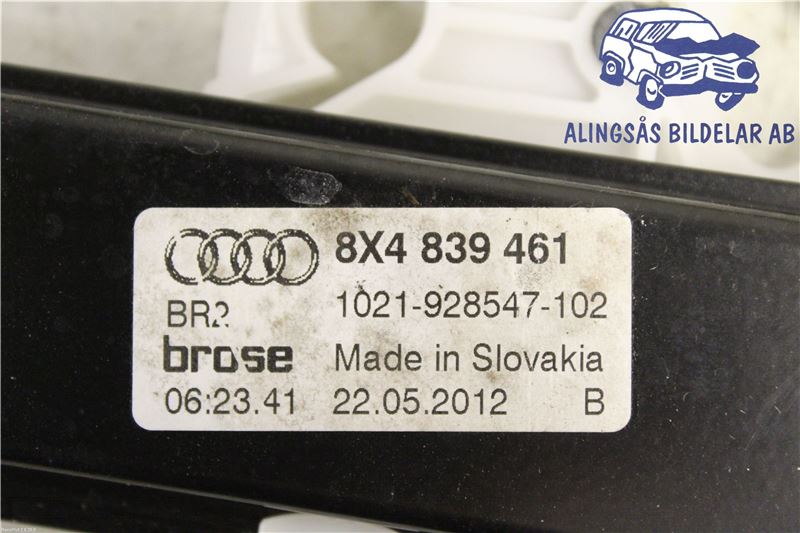 ALINGSÅS BILDELAR AB
8X4 839 461
BR2 1021-928547-102
brose Made in Slovakia
06:23.41 22.05.2012 B